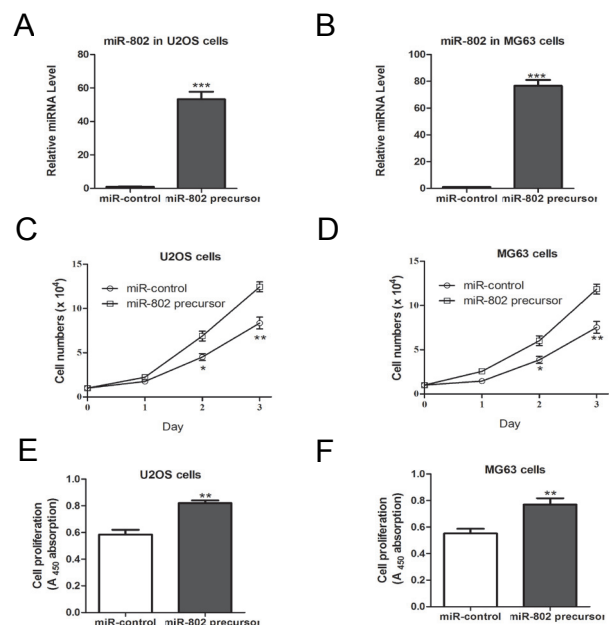 A
miR-802 in U2OS cells
Relative miRNA Level
80
60
40
20
0
***
miR-control
miR-802 precursor
B
miR-802 in MG63 cells
Relative miRNA Level
100
80
60
40
20
0
***
miR-control
miR-802 precursor
C
U2OS cells
Cell numbers (x 10⁴)
15
10
5
0
miR-control
miR-802 precursor
*
**
0 1 2 3
Day
D
MG63 cells
Cell numbers (x 10⁴)
15
10
5
0
miR-control
miR-802 precursor
*
**
0 1 2 3
Day
E
U2OS cells
Cell proliferation
(A 450 absorption)
1.0
0.8
0.6
0.4
0.2
0.0
**
miR-control
miR-802 precursor
F
MG63 cells
Cell proliferation
(A 450 absorption)
1.0
0.8
0.6
0.4
0.2
0.0
**
miR-control
miR-802 precursor